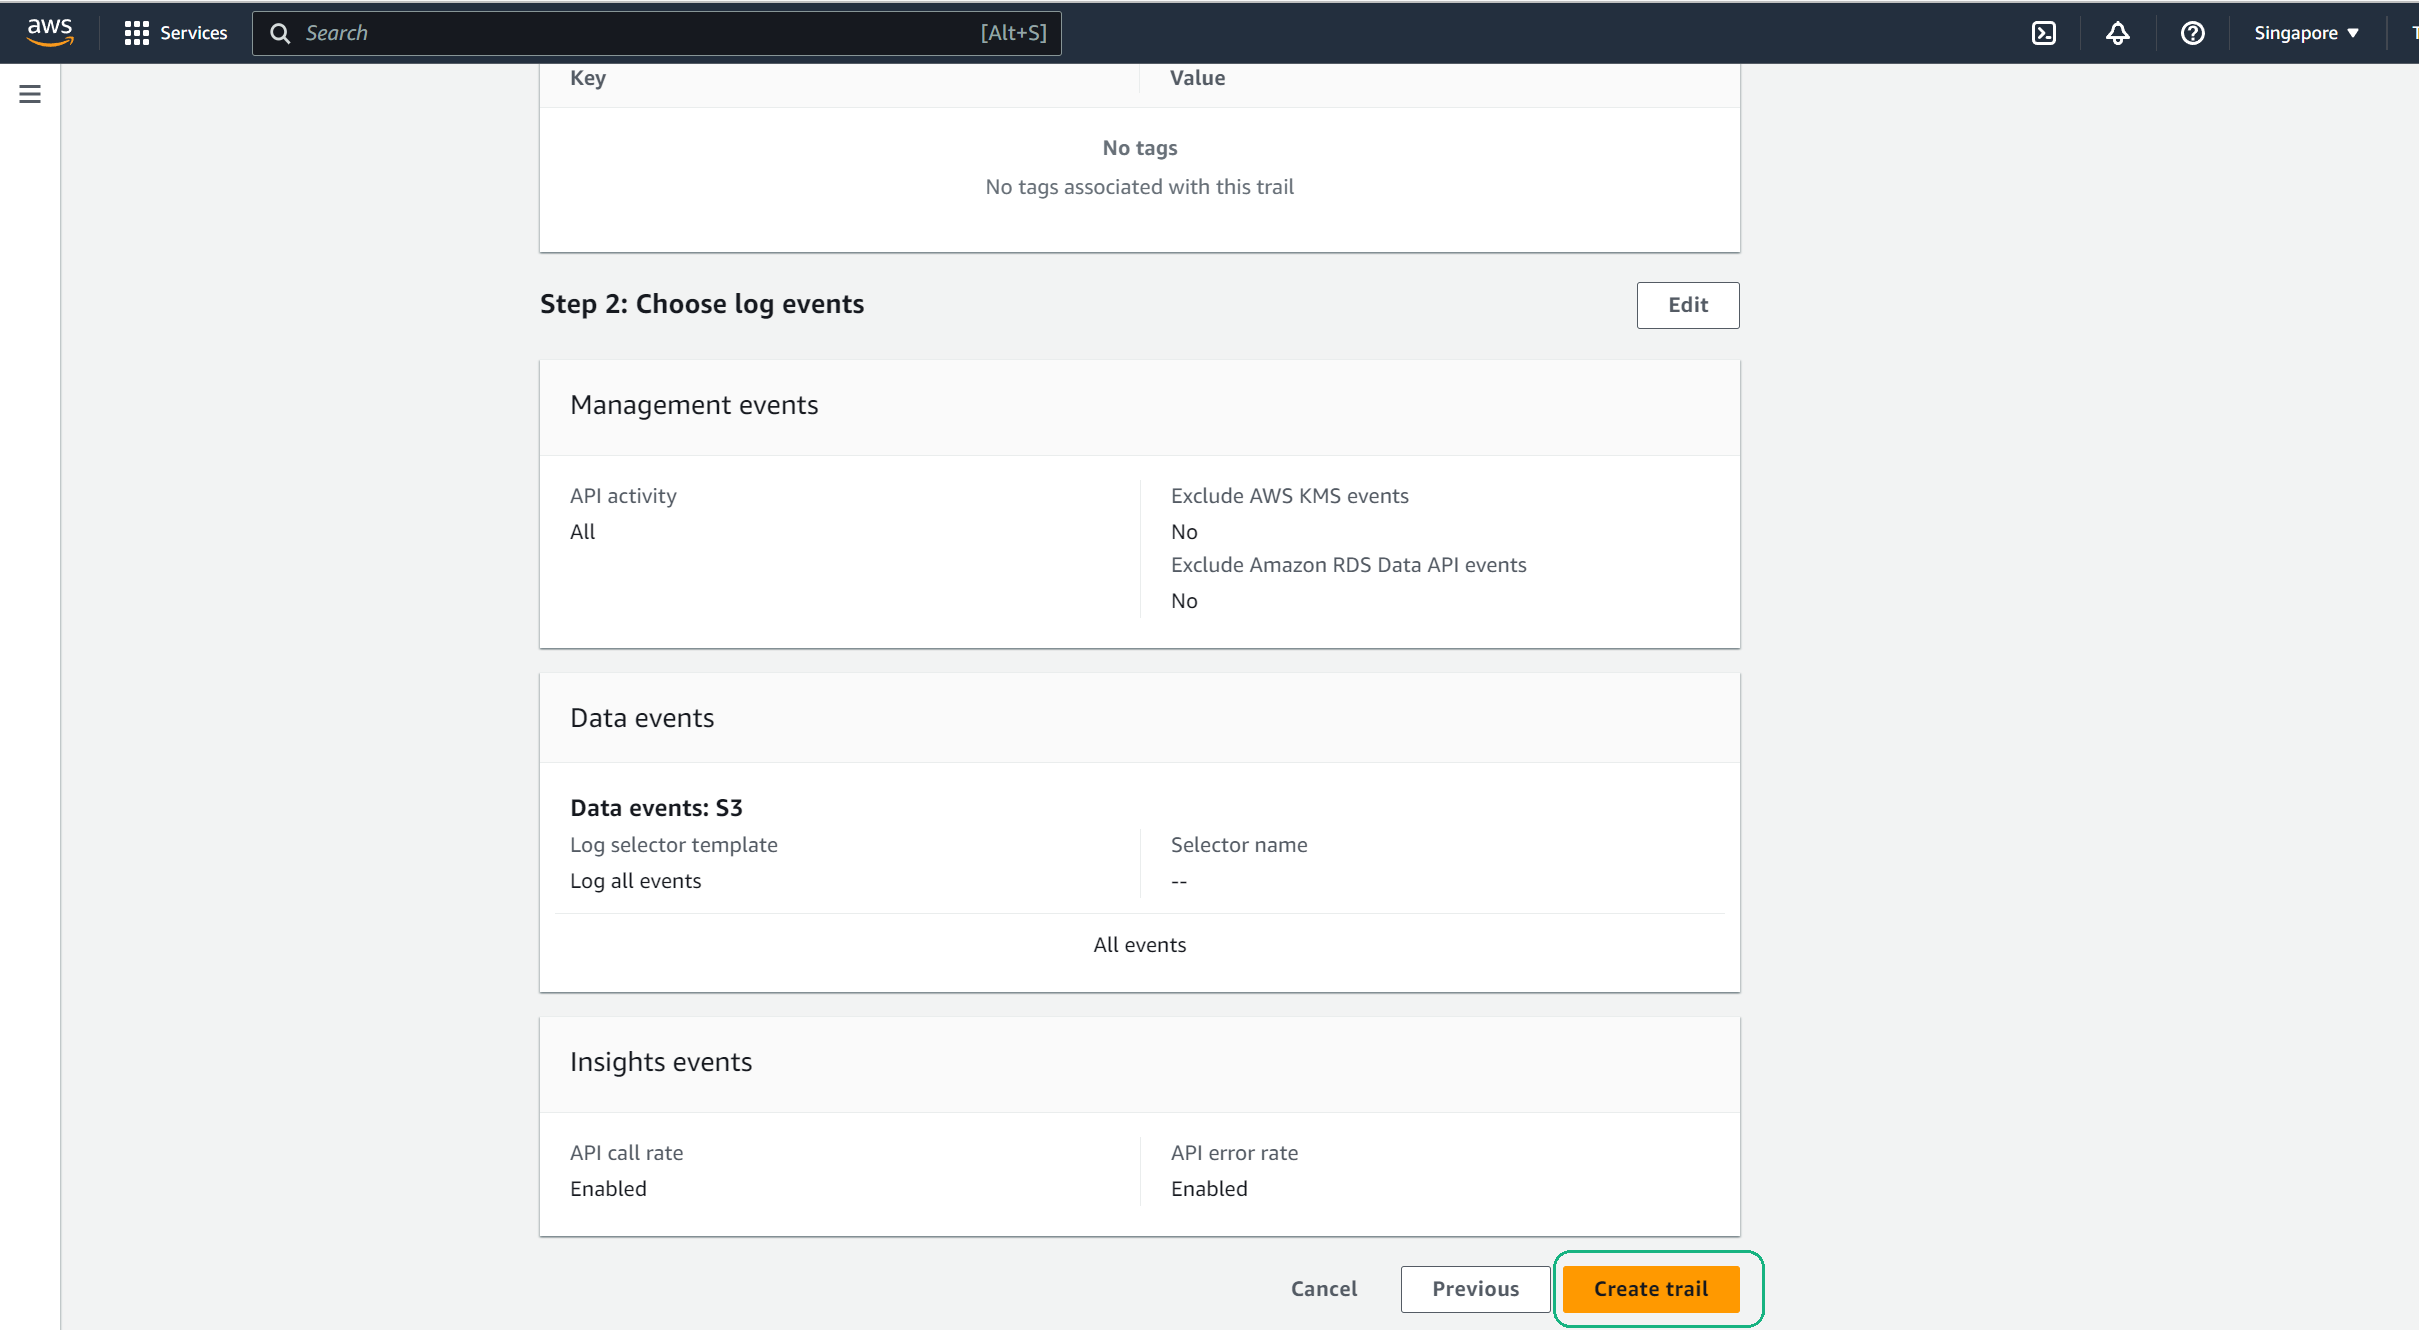 aws Services Search [Alt+S] Singapore
Key Value
No tags
No tags associated with this trail
Step 2: Choose log events Edit
Management events
API activity Exclude AWS KMS events
All No
Exclude Amazon RDS Data API events
No
Data events
Data events: S3
Log selector template Selector name
Log all events --
All events
Insights events
API call rate API error rate
Enabled Enabled
Cancel Previous Create trail